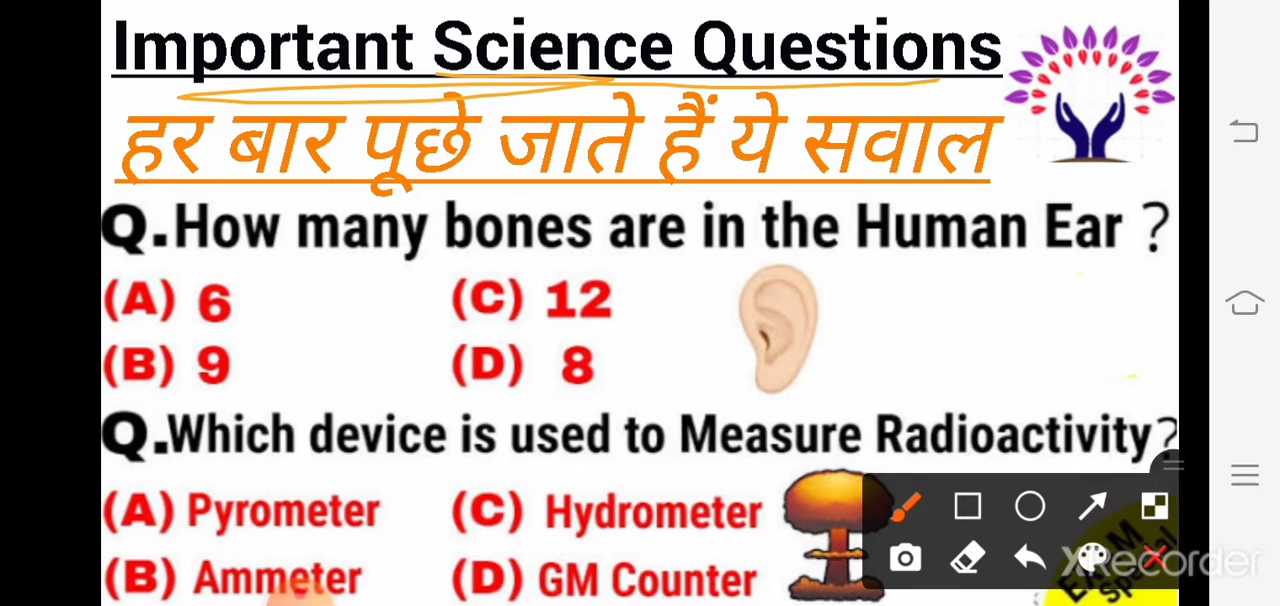 Important Science Questions
हर बार पूछे जाते हैं ये सवाल
Q.How many bones are in the Human Ear ?
(A) 6 (C) 12
(B) 9 (D) 8
Q.Which device is used to Measure Radioactivity?
(A) Pyrometer (C) Hydrometer
(B) Ammeter (D) GM Counter
XRecorder